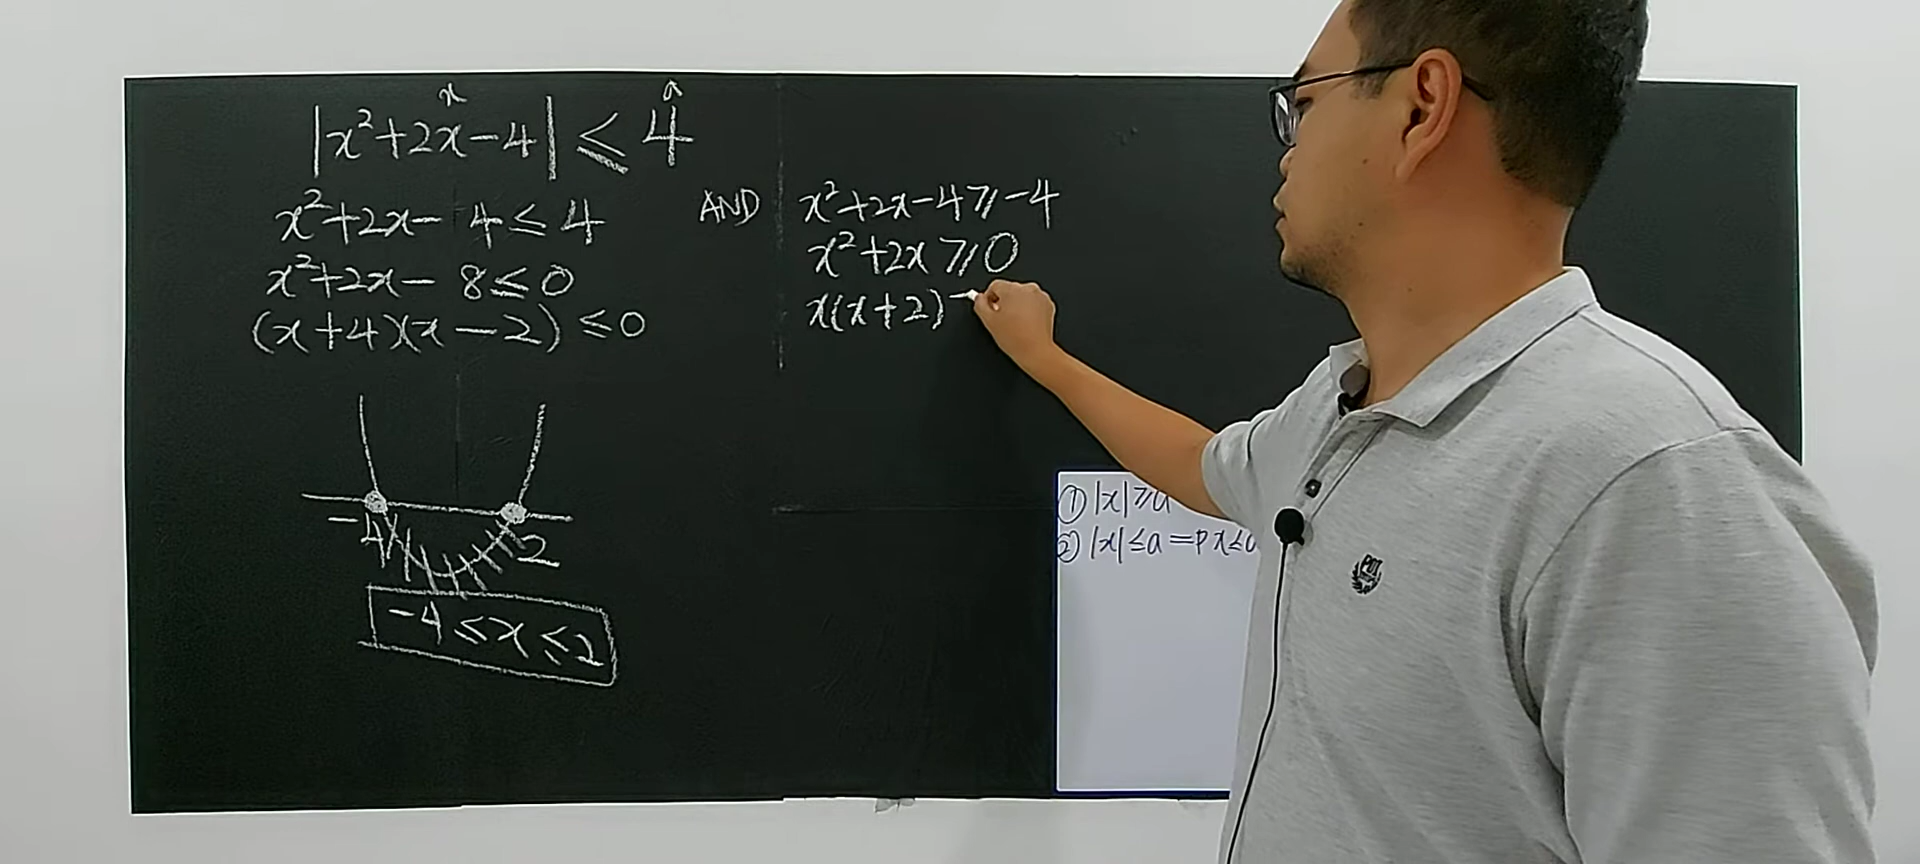 x a
|x²+2x-4| ≤ 4
x²+2x- 4 ≤ 4
x²+2x- 8 ≤ 0
(x+4)(x-2) ≤ 0
-4 2
-4 ≤ x ≤ 2
AND x²+2x-4 ≥ -4
x²+2x ≥ 0
x(x+2)
① |x| ≥ a
② |x| ≤ a ⇒ x ≤
POI